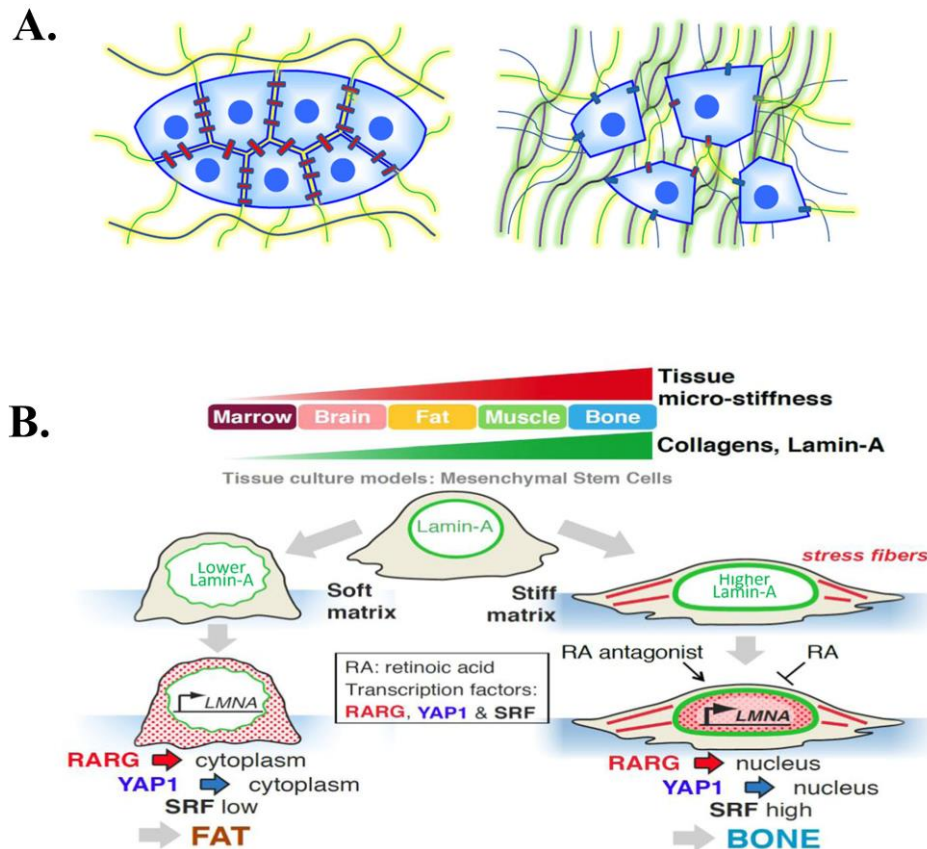 A.
B.
Tissue
micro-stiffness
Marrow Brain Fat Muscle Bone
Collagens, Lamin-A
Tissue culture models: Mesenchymal Stem Cells
Lamin-A
stress fibers
Lower
Lamin-A
Higher
Lamin-A
Soft
matrix
Stiff
matrix
RA antagonist
RA
RA: retinoic acid
Transcription factors:
RARG, YAP1 & SRF
LMNA
LMNA
RARG cytoplasm
YAP1 cytoplasm
SRF low
FAT
RARG nucleus
YAP1 nucleus
SRF high
BONE